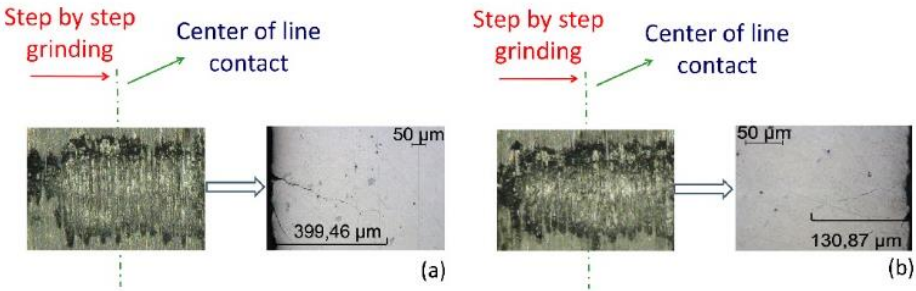 Step by step
grinding
Center of line
contact
50 µm
399,46 µm
(a)
Step by step
grinding
Center of line
contact
50 µm
130,87 µm
(b)